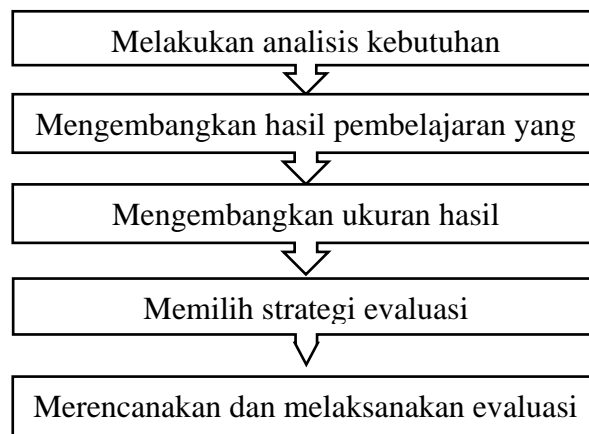 Melakukan analisis kebutuhan
Mengembangkan hasil pembelajaran yang
Mengembangkan ukuran hasil
Memilih strategi evaluasi
Merencanakan dan melaksanakan evaluasi